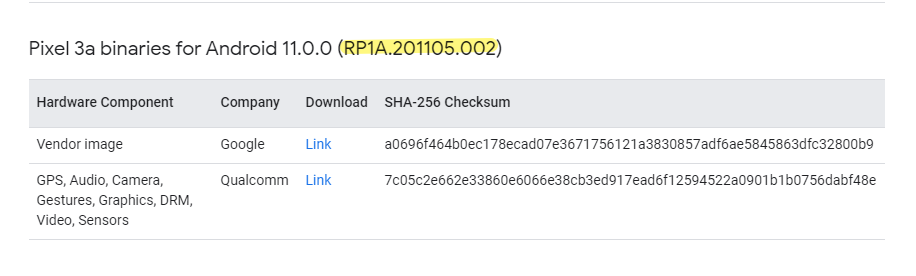 Pixel 3a binaries for Android 11.0.0 (RP1A.201105.002)
Hardware Component Company Download SHA-256 Checksum
Vendor image Google Link a0696f464b0ec178ecad07e3671756121a3830857adf6ae5845863dfc32800b9
GPS, Audio, Camera, Qualcomm Link 7c05c2e662e33860e6066e38cb3ed917ead6f12594522a0901b1b0756dabf48e
Gestures, Graphics, DRM,
Video, Sensors